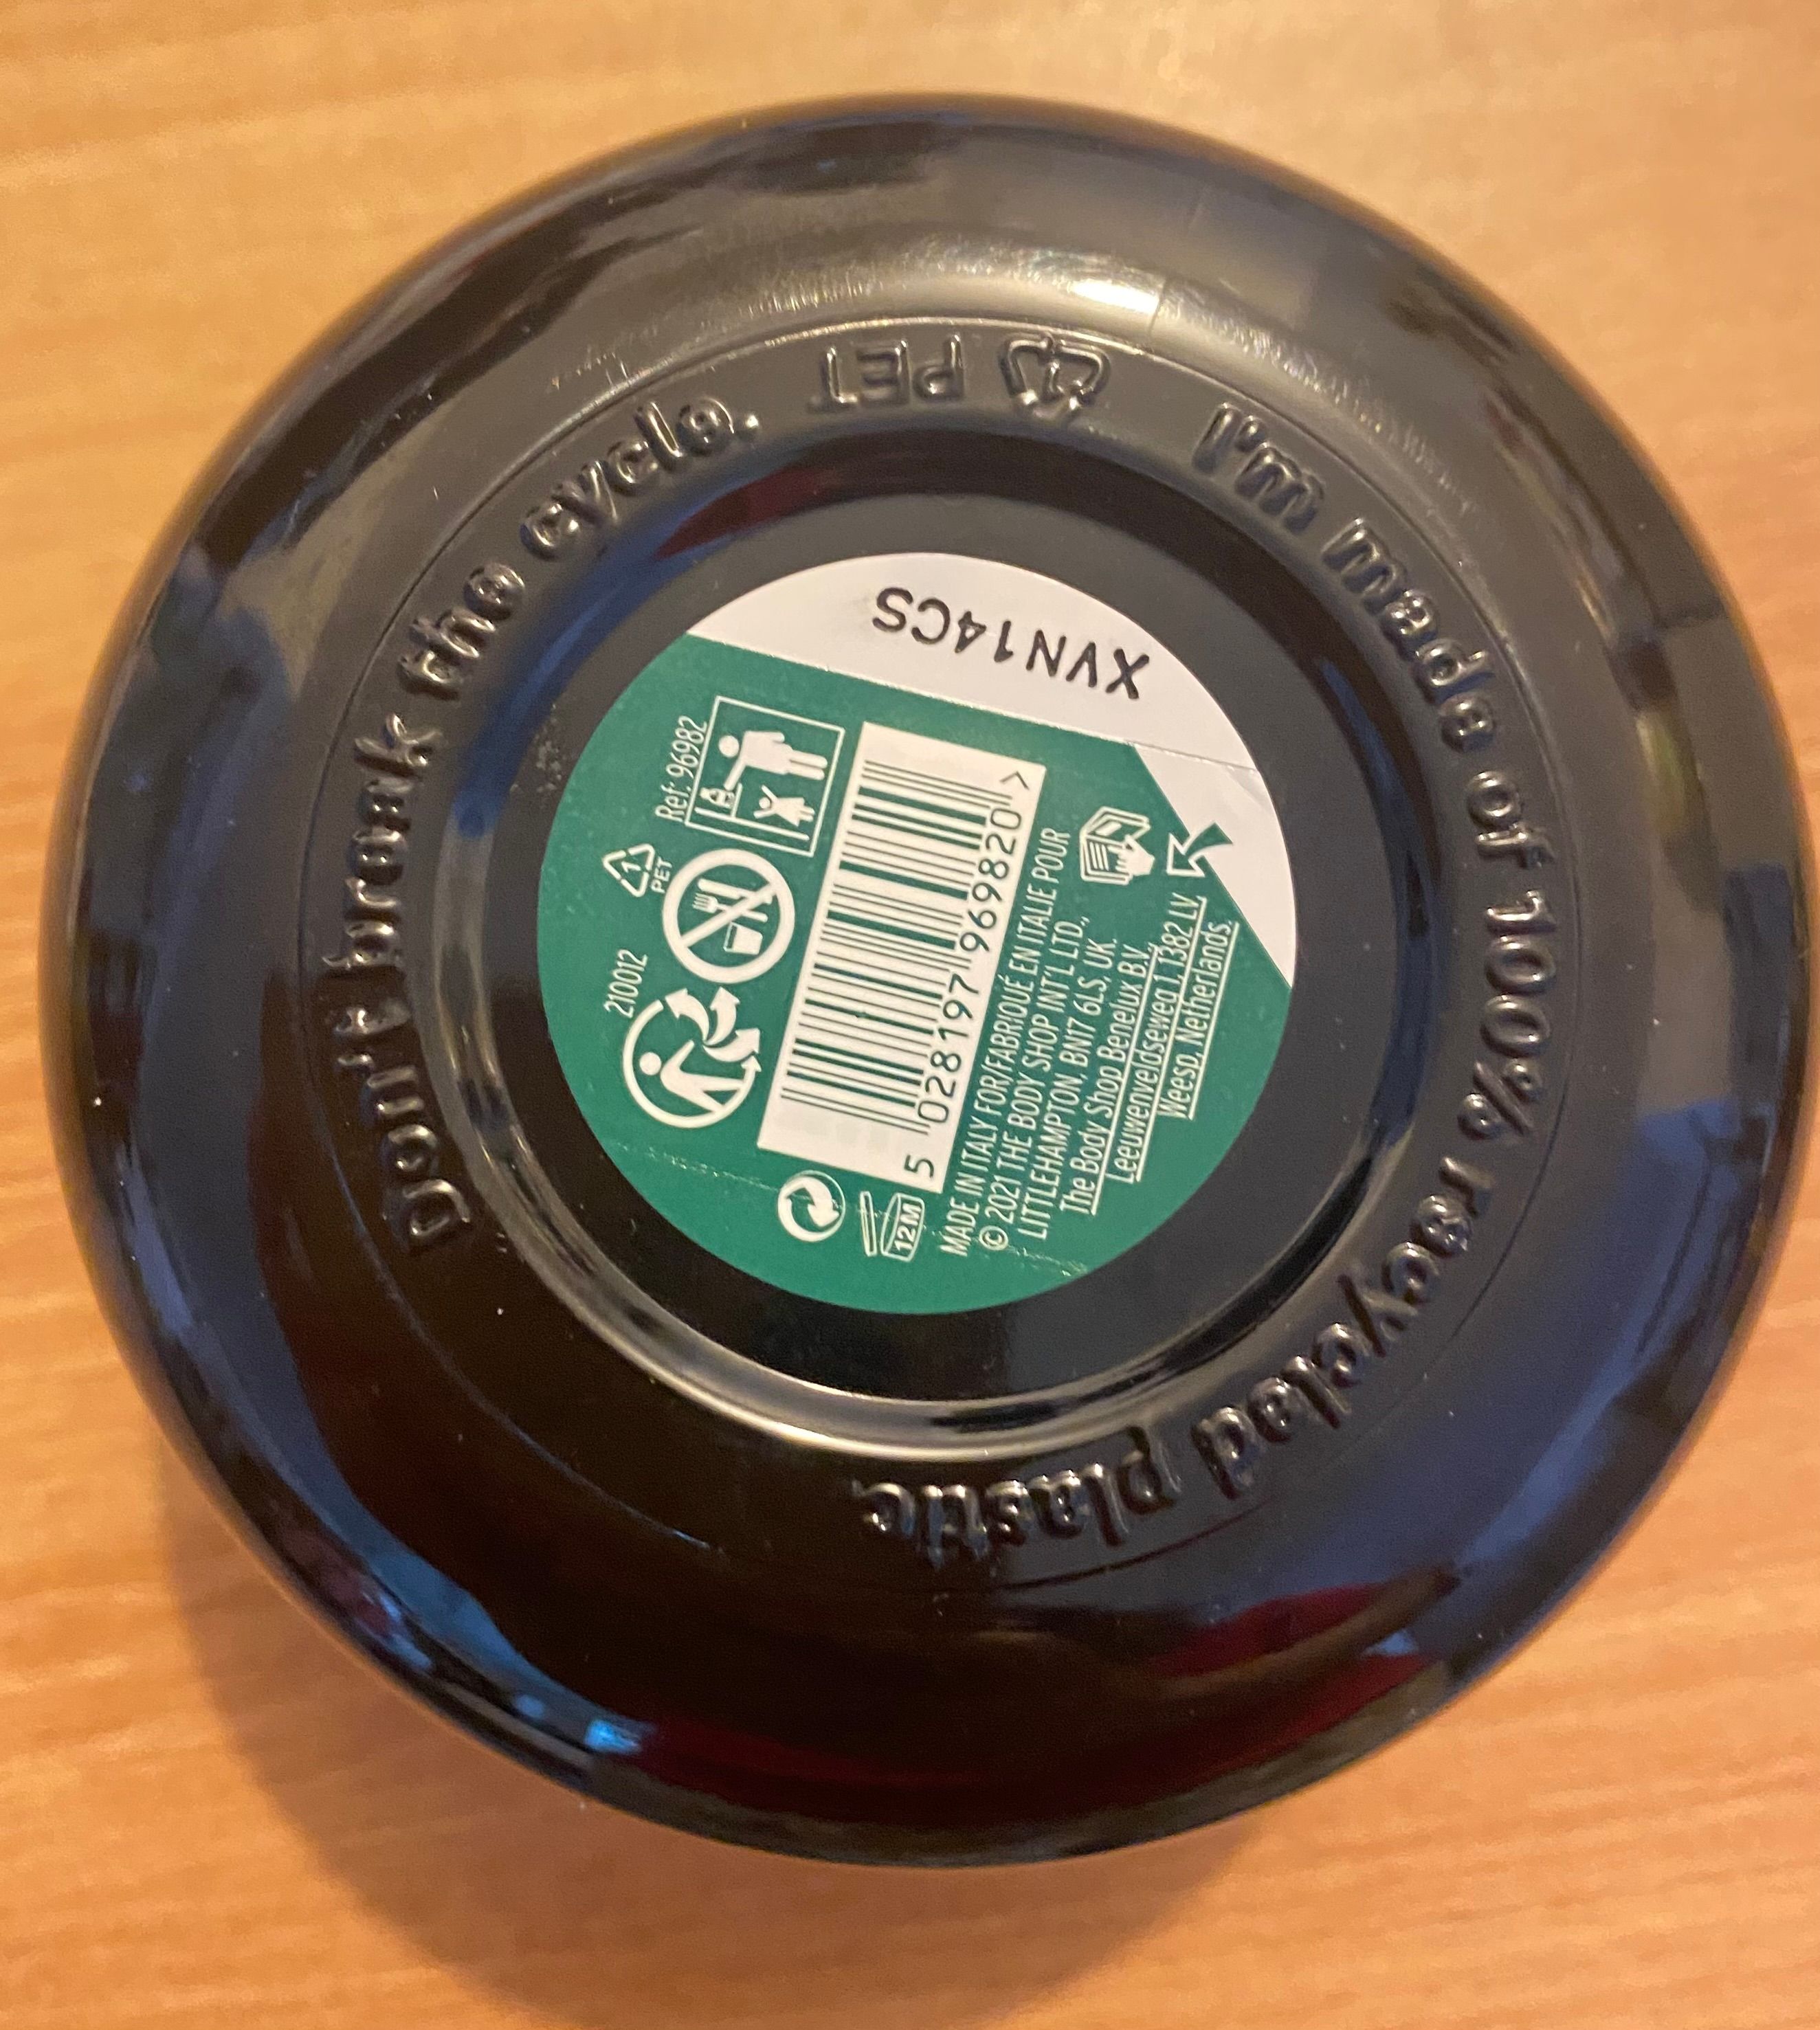 I'm made of 100% recycled plastic.
Don't break the cycle.
1 PET
XVN14CS
Ref: 96982
1
PET
210012
5 028197 969820 >
12M
MADE IN ITALY FOR/FABRIQUÉ EN ITALIE POUR
© 2021 THE BODY SHOP INT'L LTD.,
LITTLEHAMPTON, BN17 6LS, UK.
The Body Shop Benelux B.V.,
Leeuwenveldseweg 1, 1382 LV,
Weesp, Netherlands.